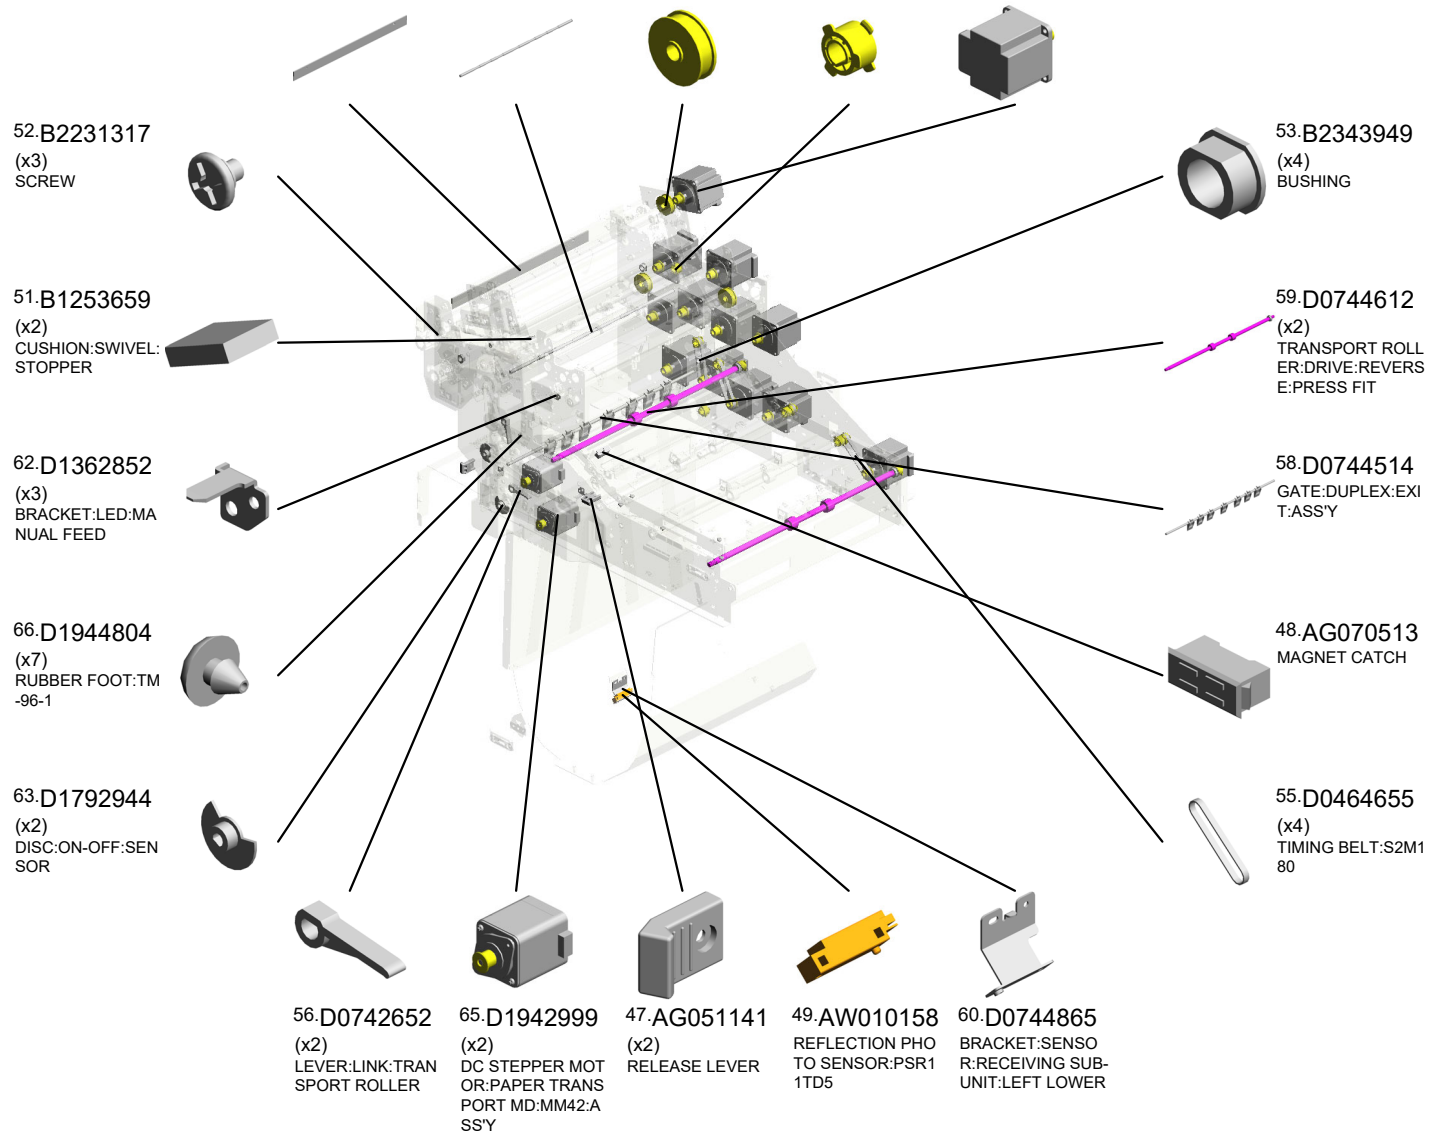 52.B2231317
(x3)
SCREW
51.B1253659
(x2)
CUSHION:SWIVEL:
STOPPER
62.D1362852
(x3)
BRACKET:LED:MA
NUAL FEED
66.D1944804
(x7)
RUBBER FOOT:TM
-96-1
63.D1792944
(x2)
DISC:ON-OFF:SEN
SOR
53.B2343949
(x4)
BUSHING
59.D0744612
(x2)
TRANSPORT ROLL
ER:DRIVE:REVERS
E:PRESS FIT
58.D0744514
GATE:DUPLEX:EXI
T:ASS'Y
48.AG070513
MAGNET CATCH
55.D0464655
(x4)
TIMING BELT:S2M1
80
56.D0742652
(x2)
LEVER:LINK:TRAN
SPORT ROLLER
65.D1942999
(x2)
DC STEPPER MOT
OR:PAPER TRANS
PORT MD:MM42:A
SS'Y
47.AG051141
(x2)
RELEASE LEVER
49.AW010158
REFLECTION PHO
TO SENSOR:PSR1
1TD5
60.D0744865
BRACKET:SENSO
R:RECEIVING SUB-
UNIT:LEFT LOWER